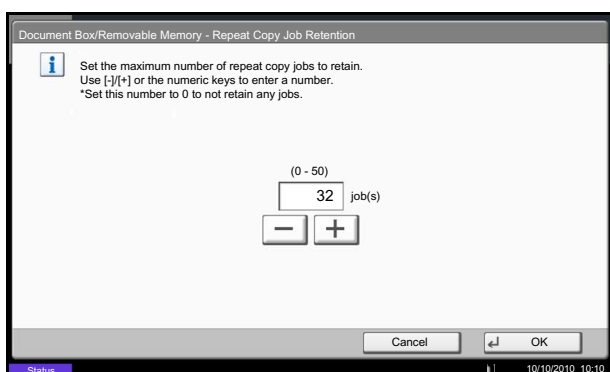 Document Box/Removable Memory - Repeat Copy Job Retention
Set the maximum number of repeat copy jobs to retain.
Use [-]/[+] or the numeric keys to enter a number.
*Set this number to 0 to not retain any jobs.
(0 - 50)
32 job(s)
Cancel
OK
Status
10/10/2010 10:10